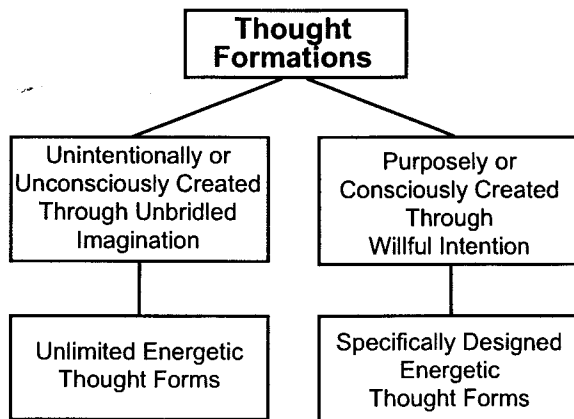 Thought
Formations
Unintentionally or
Unconsciously Created
Through Unbridled
Imagination
Purposely or
Consciously Created
Through
Willful Intention
Unlimited Energetic
Thought Forms
Specifically Designed
Energetic
Thought Forms